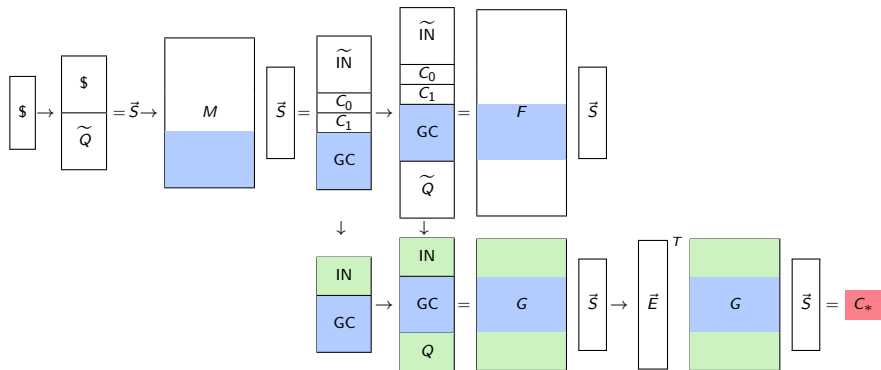 $ → $ = S⃗ → M S⃗ = ĨN → ĨN = F S⃗
Q̃ C₀ C₀
C₁ C₁
GC GC
Q̃
↓ ↓
IN → IN = G S⃗ → E⃗ ᵀ G S⃗ = C∗
GC GC
Q